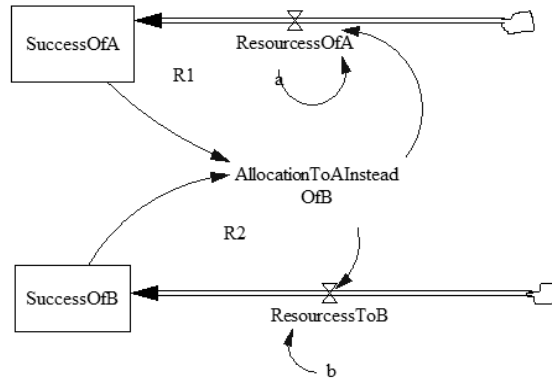 SuccessOfA
ResourcessOfA
R1
a
AllocationToAInstead
OfB
R2
SuccessOfB
ResourcessToB
b